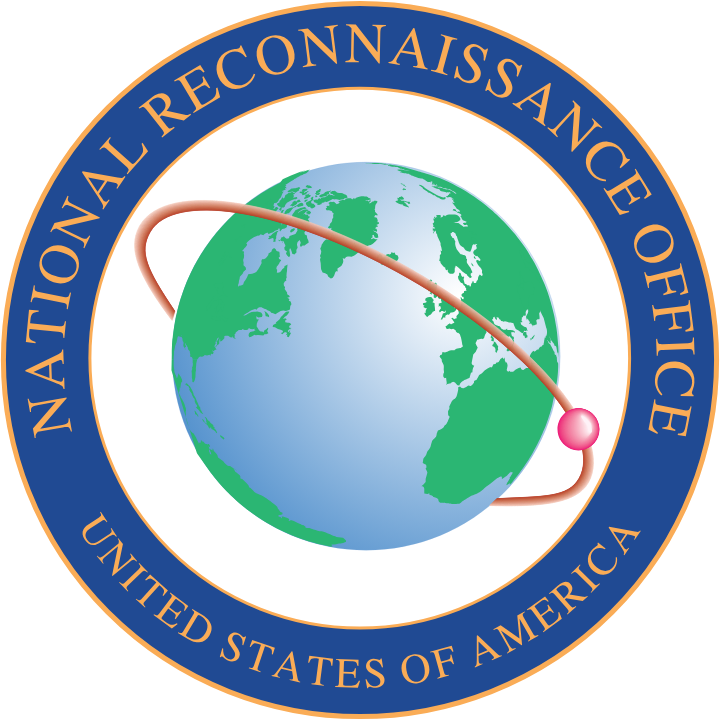 NATIONAL RECONNAISSANCE OFFICE
UNITED STATES OF AMERICA